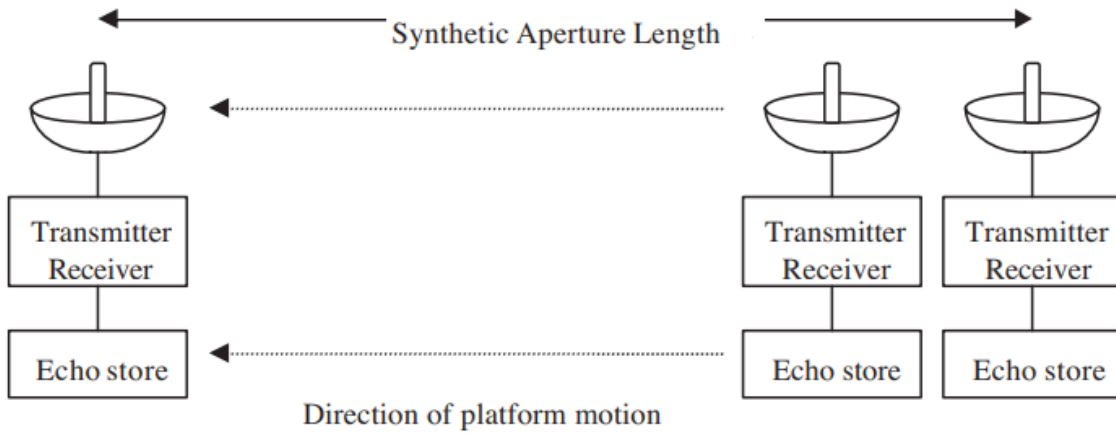 Synthetic Aperture Length
Transmitter
Receiver
Transmitter
Receiver
Transmitter
Receiver
Echo store
Echo store
Echo store
Direction of platform motion